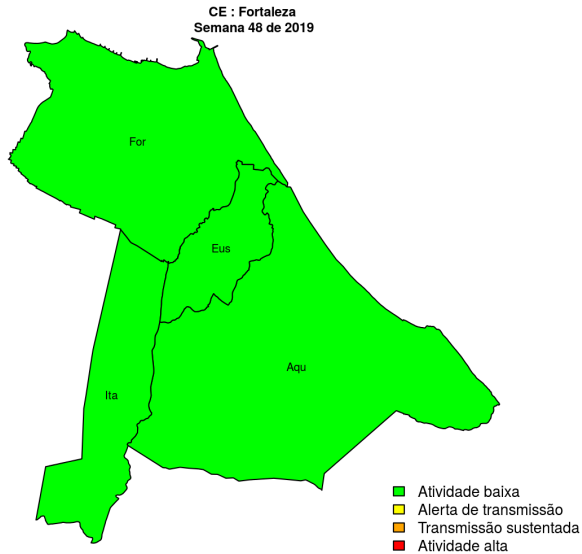 CE : Fortaleza
Semana 48 de 2019
For
Eus
Aqu
Ita
Atividade baixa
Alerta de transmissão
Transmissão sustentada
Atividade alta